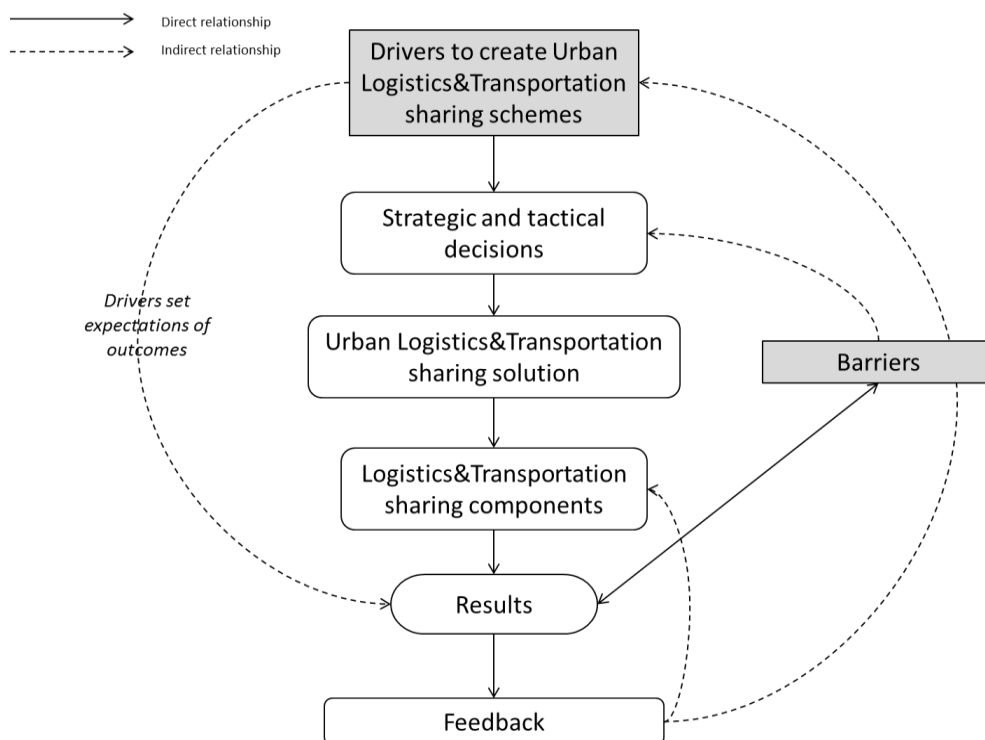 Direct relationship
Indirect relationship
Drivers to create Urban
Logistics&Transportation
sharing schemes
Strategic and tactical
decisions
Drivers set
expectations of
outcomes
Urban Logistics&Transportation
sharing solution
Barriers
Logistics&Transportation
sharing components
Results
Feedback